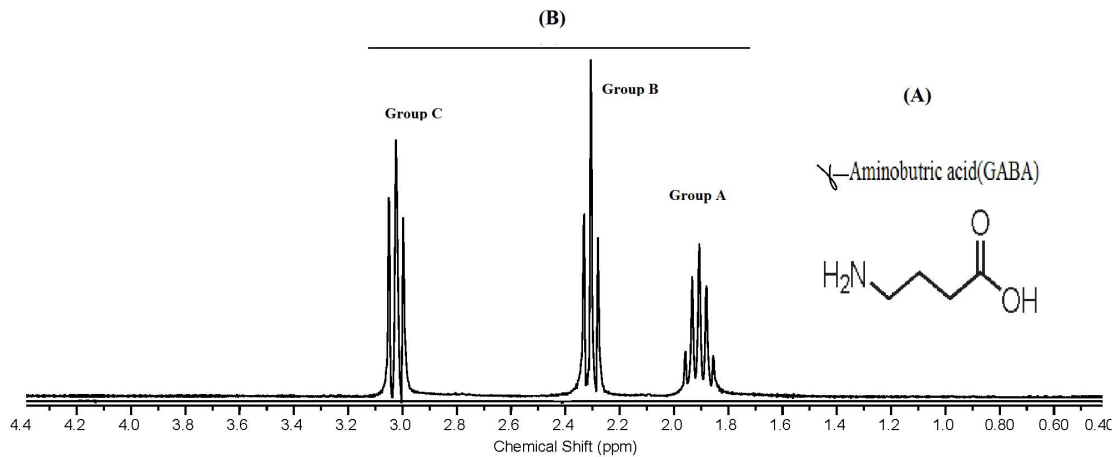 (B)
Group B
(A)
Group C
γ–Aminobutric acid(GABA)
Group A
O
H₂N
OH
4.4 4.2 4.0 3.8 3.6 3.4 3.2 3.0 2.8 2.6 2.4 2.2 2.0 1.8 1.6 1.4 1.2 1.0 0.80 0.60 0.40
Chemical Shift (ppm)